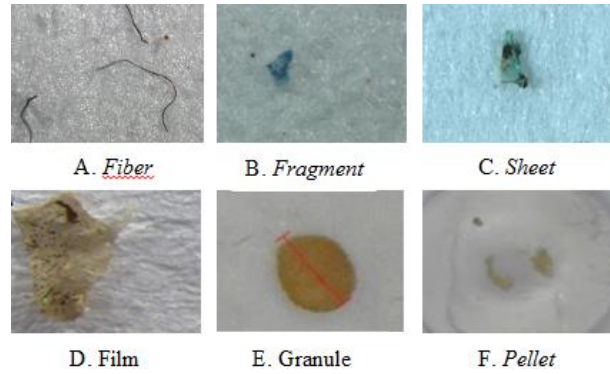 A. Fiber
B. Fragment
C. Sheet
D. Film
E. Granule
F. Pellet